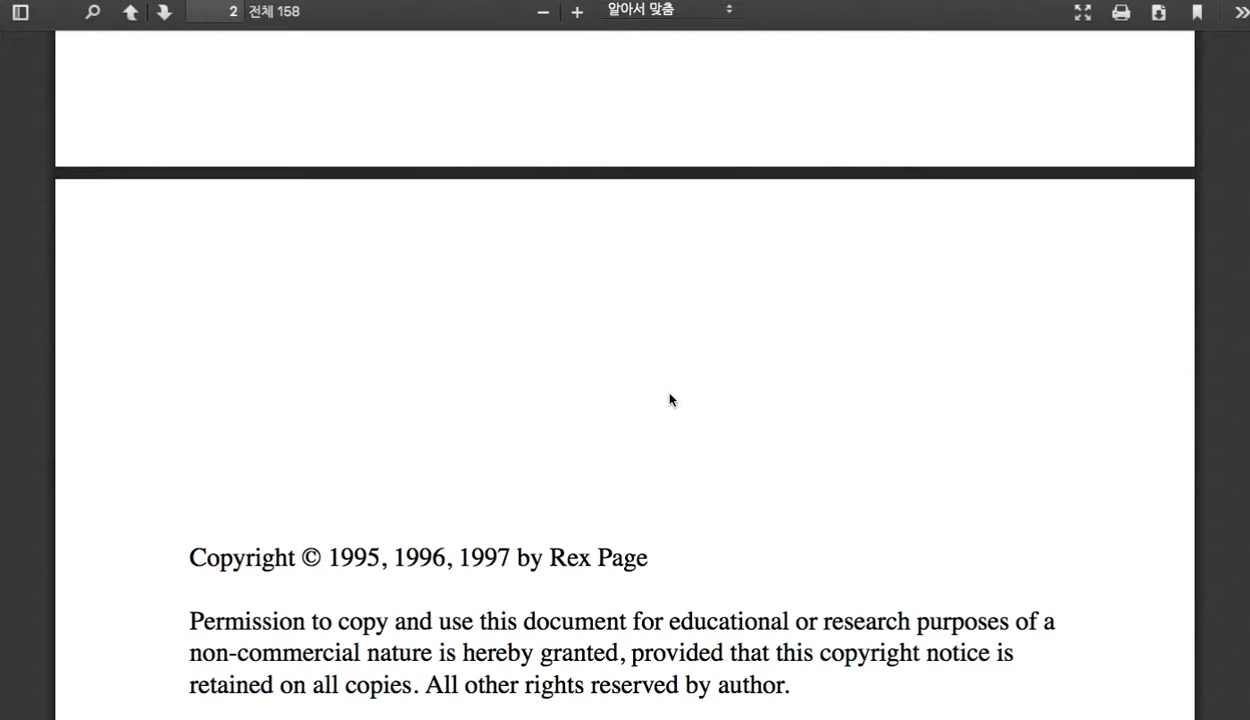 2 전체 158 알아서 맞춤
Copyright © 1995, 1996, 1997 by Rex Page
Permission to copy and use this document for educational or research purposes of a
non-commercial nature is hereby granted, provided that this copyright notice is
retained on all copies. All other rights reserved by author.